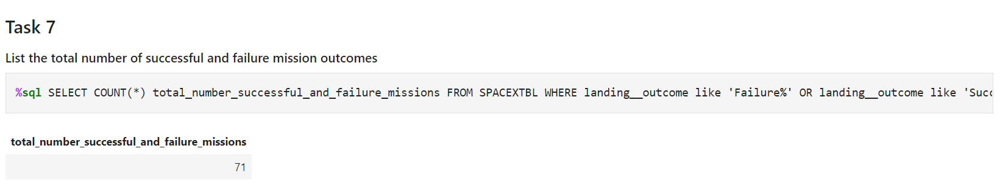 Task 7
List the total number of successful and failure mission outcomes
%sql SELECT COUNT(*) total_number_successful_and_failure_missions FROM SPACEXTBL WHERE landing__outcome like 'Failure%' OR landing__outcome like 'Succ
total_number_successful_and_failure_missions
71